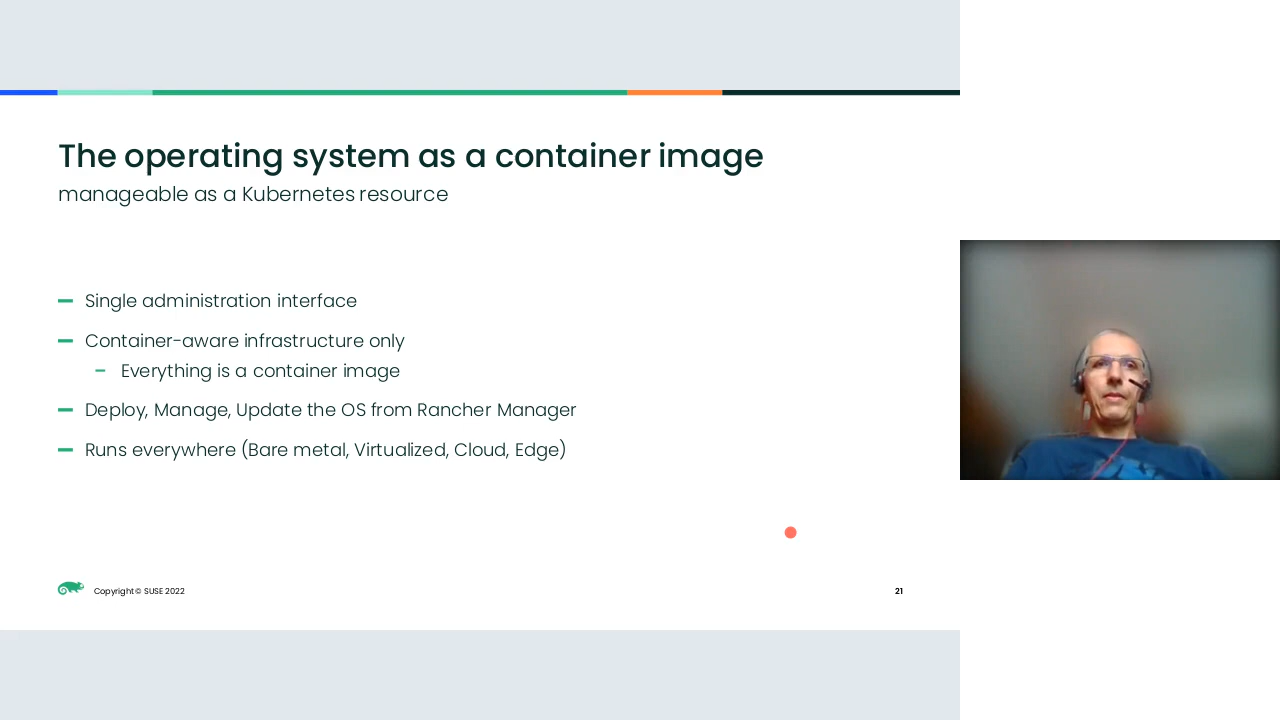 The operating system as a container image
manageable as a Kubernetes resource
Single administration interface
Container-aware infrastructure only
Everything is a container image
Deploy, Manage, Update the OS from Rancher Manager
Runs everywhere (Bare metal, Virtualized, Cloud, Edge)
Copyright © SUSE 2022
21